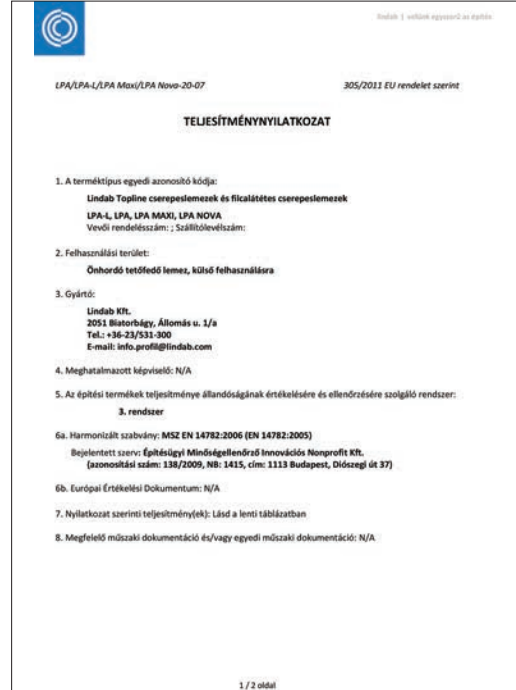 lindab | velünk egyszerű az építés
LPA/LPA-L/LPA Maxi/LPA Nova-20-07
305/2011 EU rendelet szerint
TELJESÍTMÉNYNYILATKOZAT
1. A terméktípus egyedi azonosító kódja:
Lindab Topline cserepeslemezek és filcalátétes cserepeslemezek
LPA-L, LPA, LPA MAXI, LPA NOVA
Vevői rendelésszám: ; Szállítólevélszám:
2. Felhasználási terület:
Önhordó tetőfedő lemez, külső felhasználásra
3. Gyártó:
Lindab Kft.
2051 Biatorbágy, Állomás u. 1/a
Tel.: +36-23/531-300
E-mail: info.profil@lindab.com
4. Meghatalmazott képviselő: N/A
5. Az építési termékek teljesítménye állandóságának értékelésére és ellenőrzésére szolgáló rendszer:
3. rendszer
6a. Harmonizált szabvány: MSZ EN 14782:2006 (EN 14782:2005)
Bejelentett szerv: Építésügyi Minőségellenőrző Innovációs Nonprofit Kft.
(azonosítási szám: 138/2009, NB: 1415, cím: 1113 Budapest, Diószegi út 37)
6b. Európai Értékelési Dokumentum: N/A
7. Nyilatkozat szerinti teljesítmény(ek): Lásd a lenti táblázatban
8. Megfelelő műszaki dokumentáció és/vagy egyedi műszaki dokumentáció: N/A
1 / 2 oldal